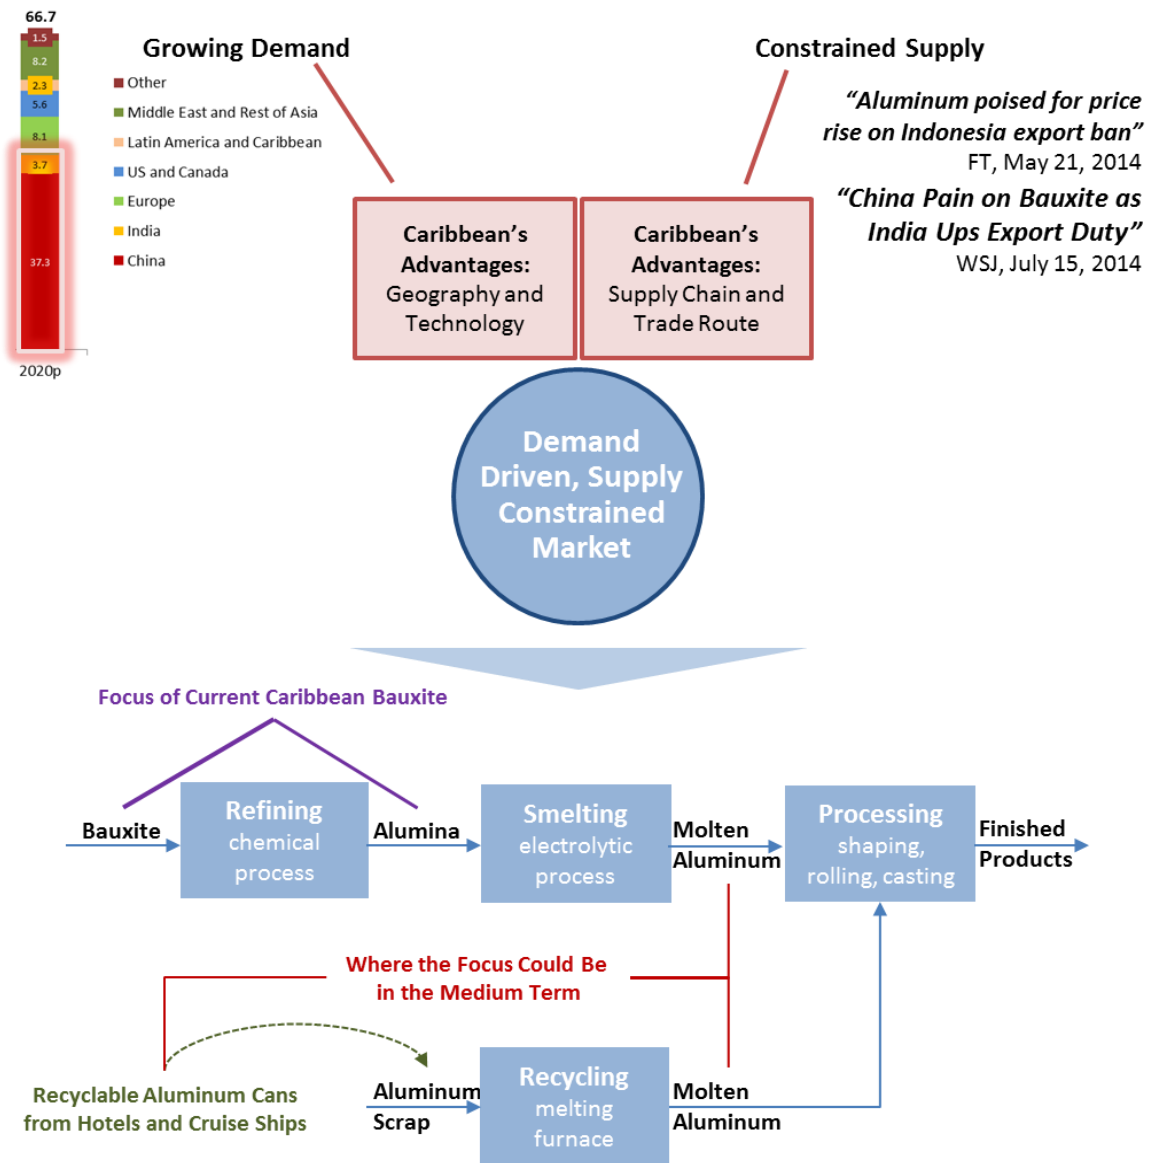 66.7
1.5
8.2
2.3
5.6
8.1
3.7
37.3
2020p
Growing Demand
Other
Middle East and Rest of Asia
Latin America and Caribbean
US and Canada
Europe
India
China
Constrained Supply
“Aluminum poised for price
rise on Indonesia export ban”
FT, May 21, 2014
“China Pain on Bauxite as
India Ups Export Duty”
WSJ, July 15, 2014
Caribbean’s
Advantages:
Geography and
Technology
Caribbean’s
Advantages:
Supply Chain and
Trade Route
Demand
Driven, Supply
Constrained
Market
Focus of Current Caribbean Bauxite
Bauxite
Refining
chemical
process
Alumina
Smelting
electrolytic
process
Molten
Aluminum
Processing
shaping,
rolling, casting
Finished
Products
Where the Focus Could Be
in the Medium Term
Recyclable Aluminum Cans
from Hotels and Cruise Ships
Aluminum
Scrap
Recycling
melting
furnace
Molten
Aluminum